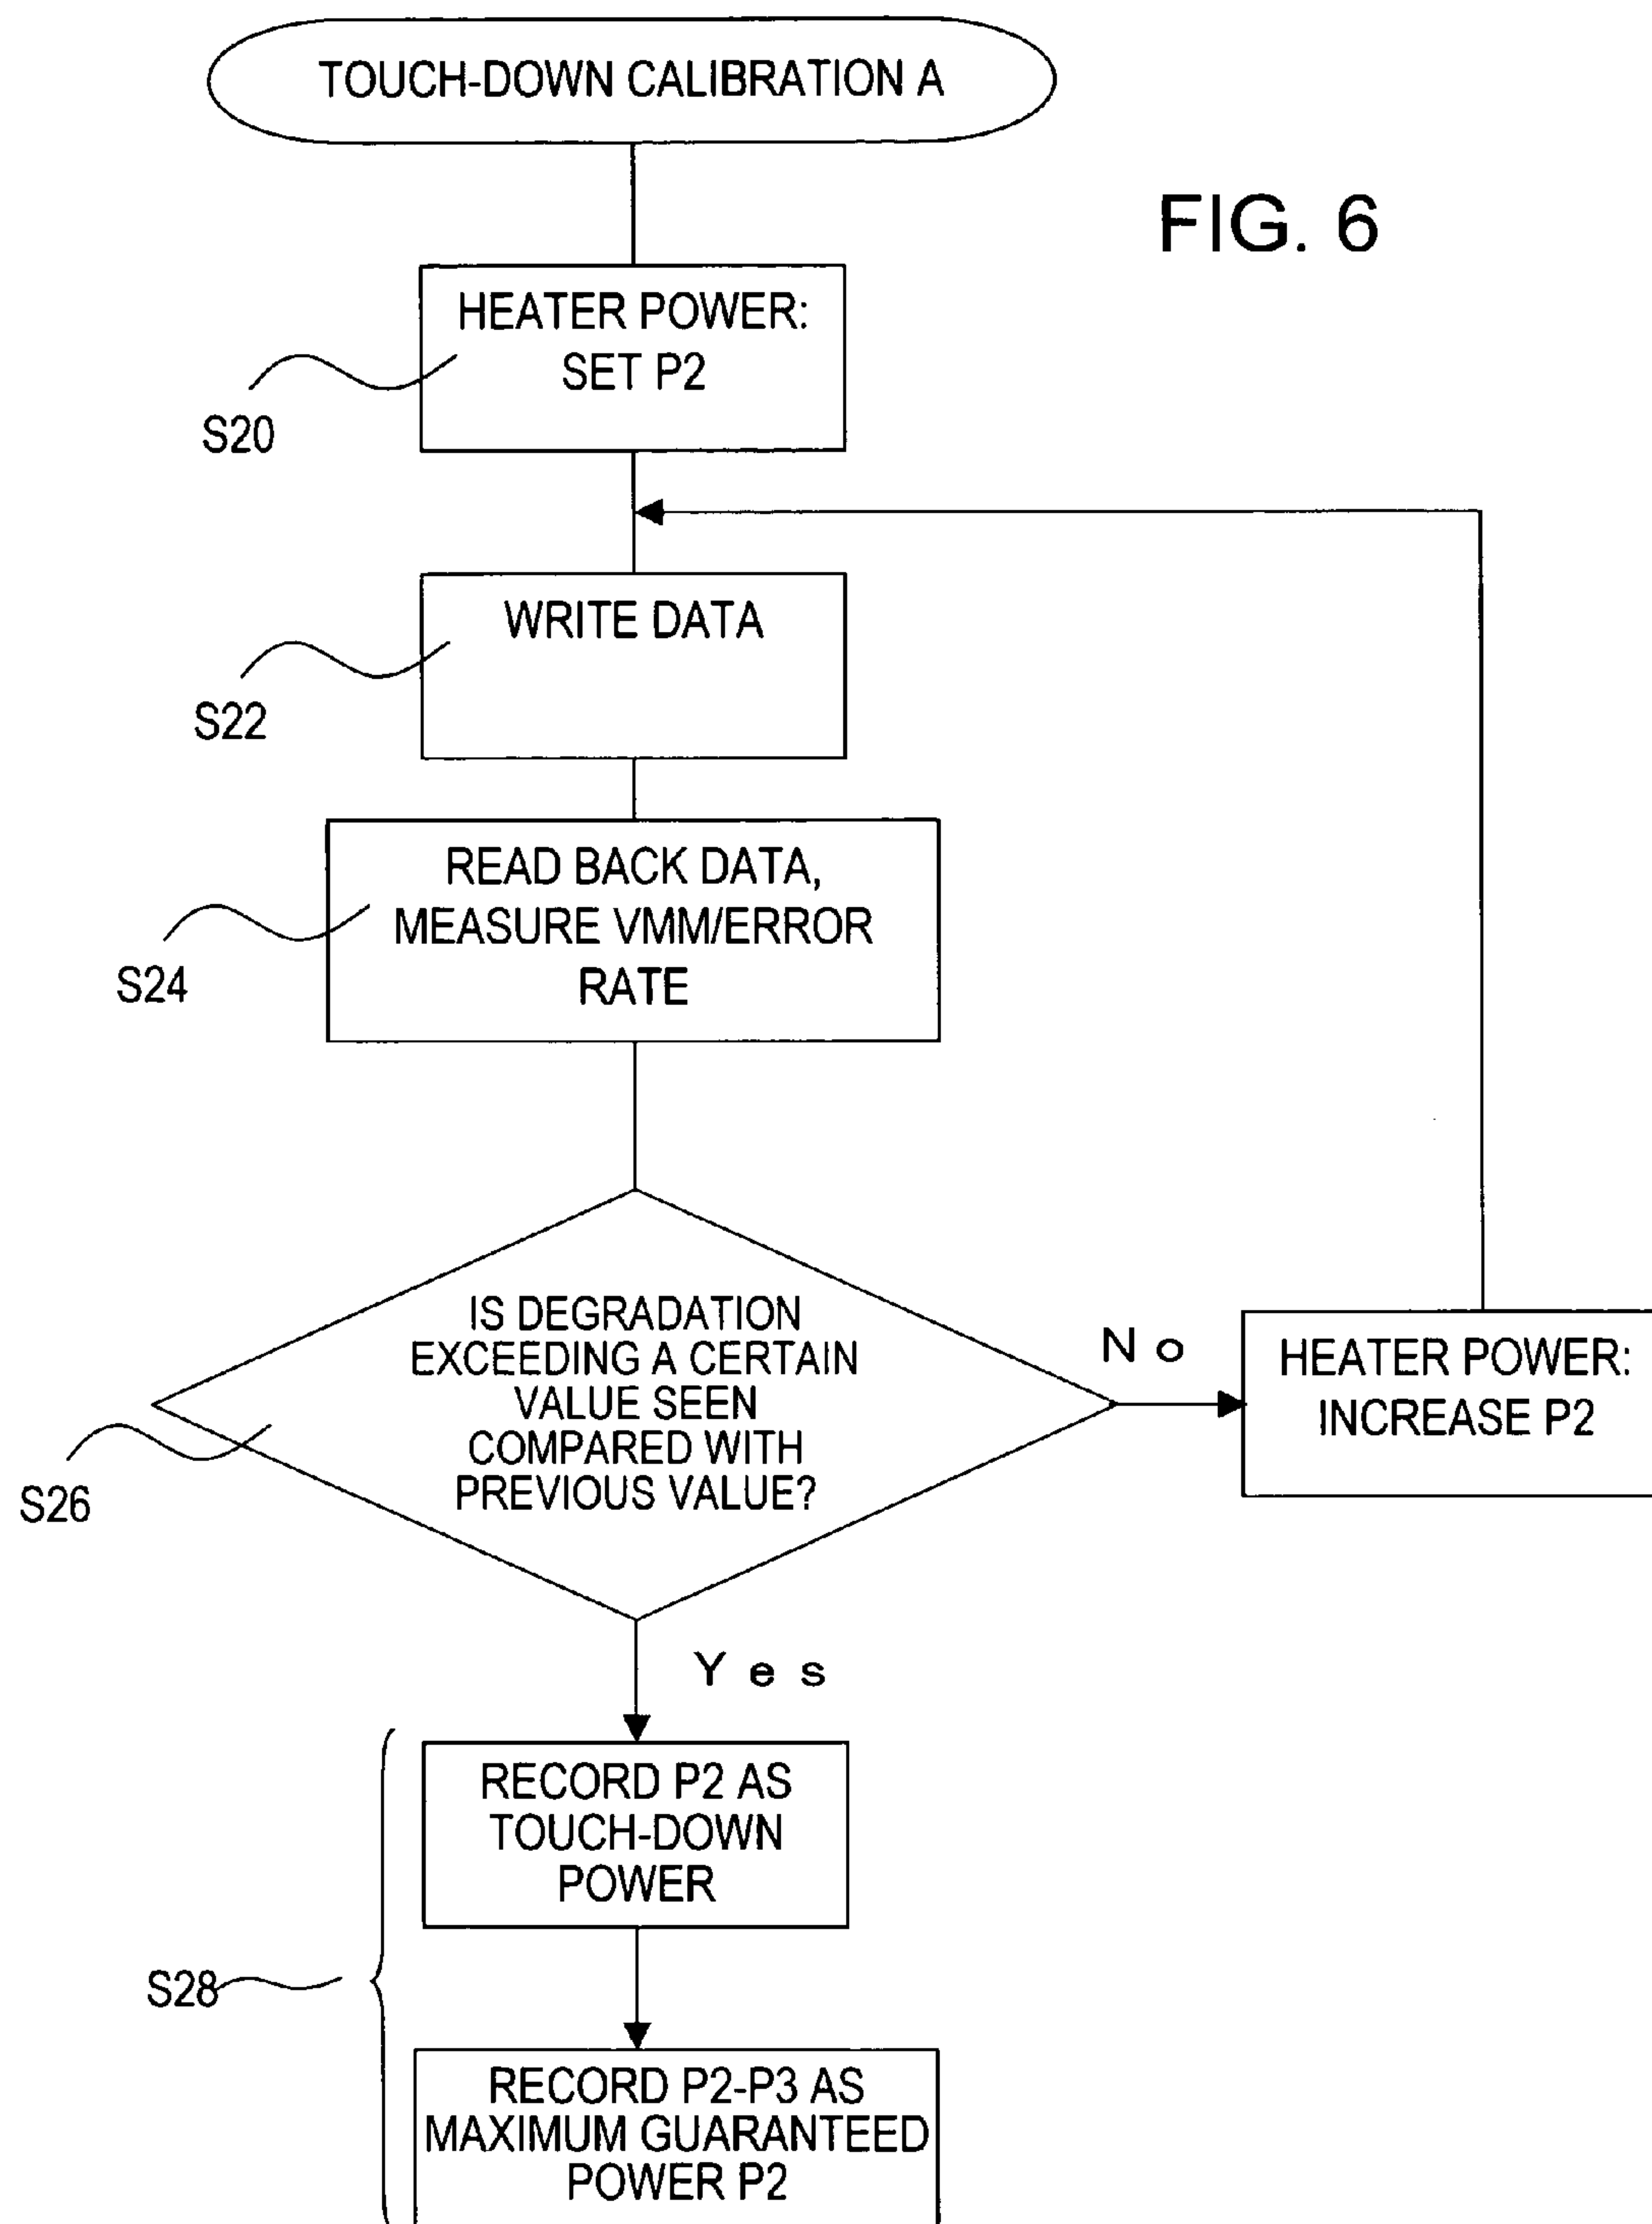 TOUCH-DOWN CALIBRATION A
FIG. 6
HEATER POWER:
SET P2
S20
WRITE DATA
S22
READ BACK DATA,
MEASURE VMM/ERROR
RATE
S24
IS DEGRADATION
EXCEEDING A CERTAIN
VALUE SEEN
COMPARED WITH
PREVIOUS VALUE?
S26
No
HEATER POWER:
INCREASE P2
Yes
RECORD P2 AS
TOUCH-DOWN
POWER
S28
RECORD P2-P3 AS
MAXIMUM GUARANTEED
POWER P2